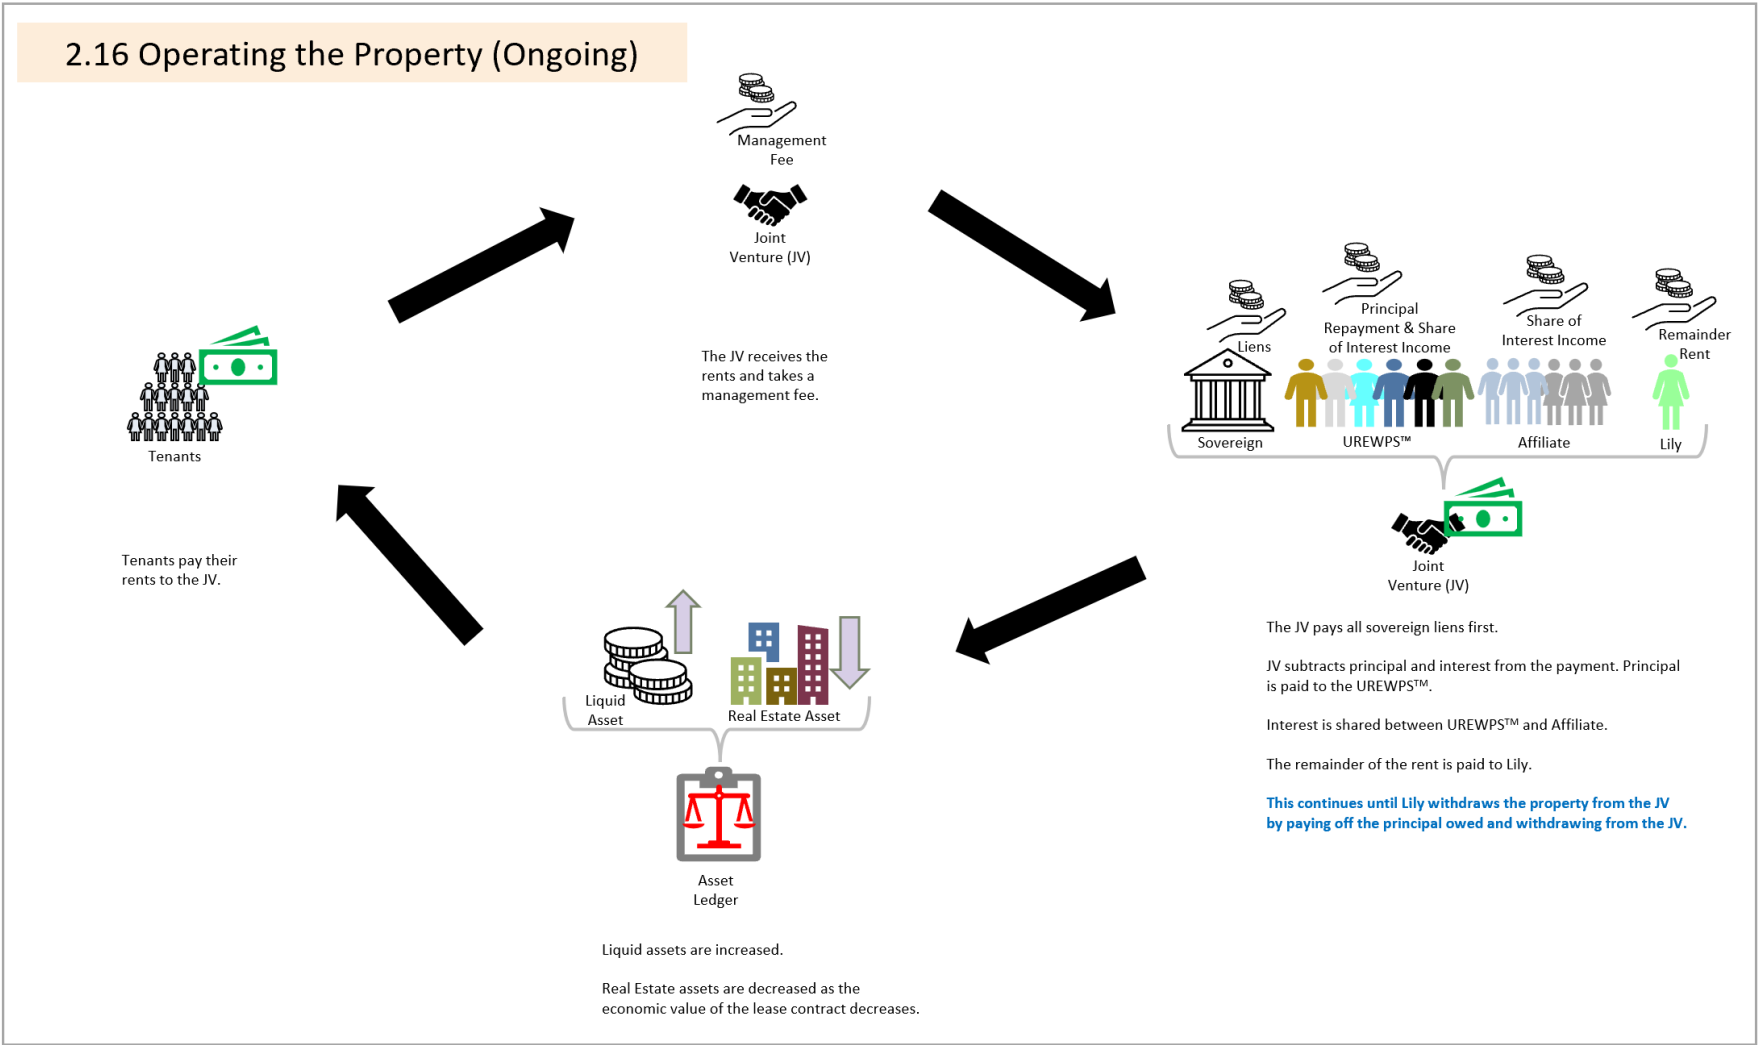 2.16 Operating the Property (Ongoing)
Management
Fee
Joint
Venture (JV)
The JV receives the
rents and takes a
management fee.
Liens
Sovereign
Principal
Repayment & Share
of Interest Income
UREWPS™
Share of
Interest Income
Affiliate
Remainder
Rent
Lily
Joint
Venture (JV)
The JV pays all sovereign liens first.
JV subtracts principal and interest from the payment. Principal
is paid to the UREWPS™.
Interest is shared between UREWPS™ and Affiliate.
The remainder of the rent is paid to Lily.
This continues until Lily withdraws the property from the JV
by paying off the principal owed and withdrawing from the JV.
Liquid
Asset
Real Estate Asset
Asset
Ledger
Liquid assets are increased.
Real Estate assets are decreased as the
economic value of the lease contract decreases.
Tenants
Tenants pay their
rents to the JV.